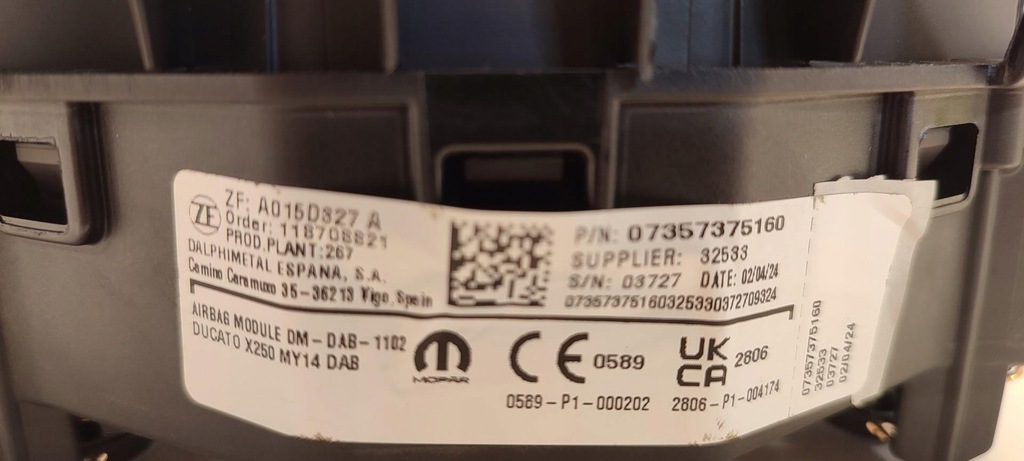 ZF
ZF: A015D327 A
Order: 118708821
PROD.PLANT:267
DALPHIMETAL ESPANA, S.A.
Camino Caramuxo 35-36213 Vigo, Spein
AIRBAG MODULE DM-DAB-1102
DUCATO X250 MY14 DAB
MOPAR
P/N: 07357375160
SUPPLIER: 32533
S/N: 03727 DATE: 02/04/24
07357375160325330372709324
CE 0589
0589-P1-000202
UK
CA 2806
2806-P1-004174
07357375160
32533
03727
02/04/24